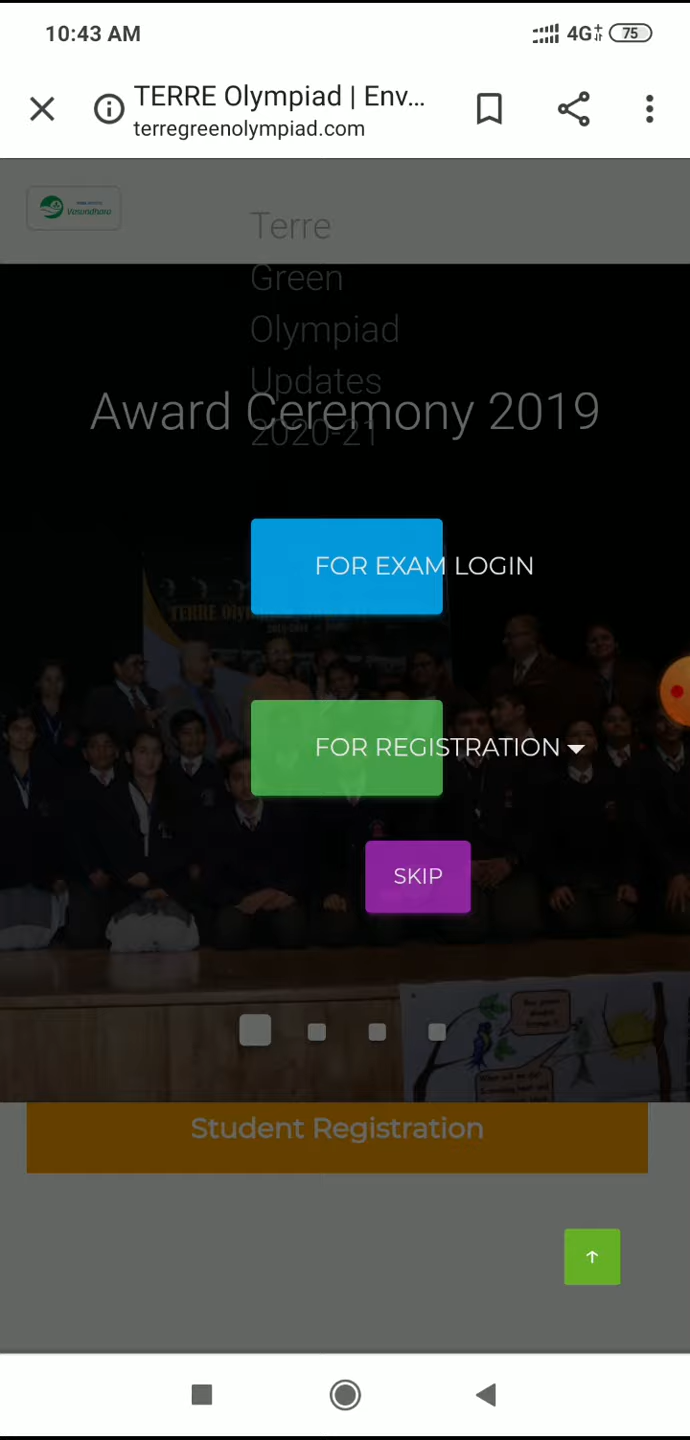 10:43 AM
4G+
75
TERRE Olympiad | Env...
terregreenolympiad.com
Vasundhara
Terre
Green
Olympiad
Updates
2020-21
Award Ceremony 2019
FOR EXAM LOGIN
FOR REGISTRATION
SKIP
Student Registration